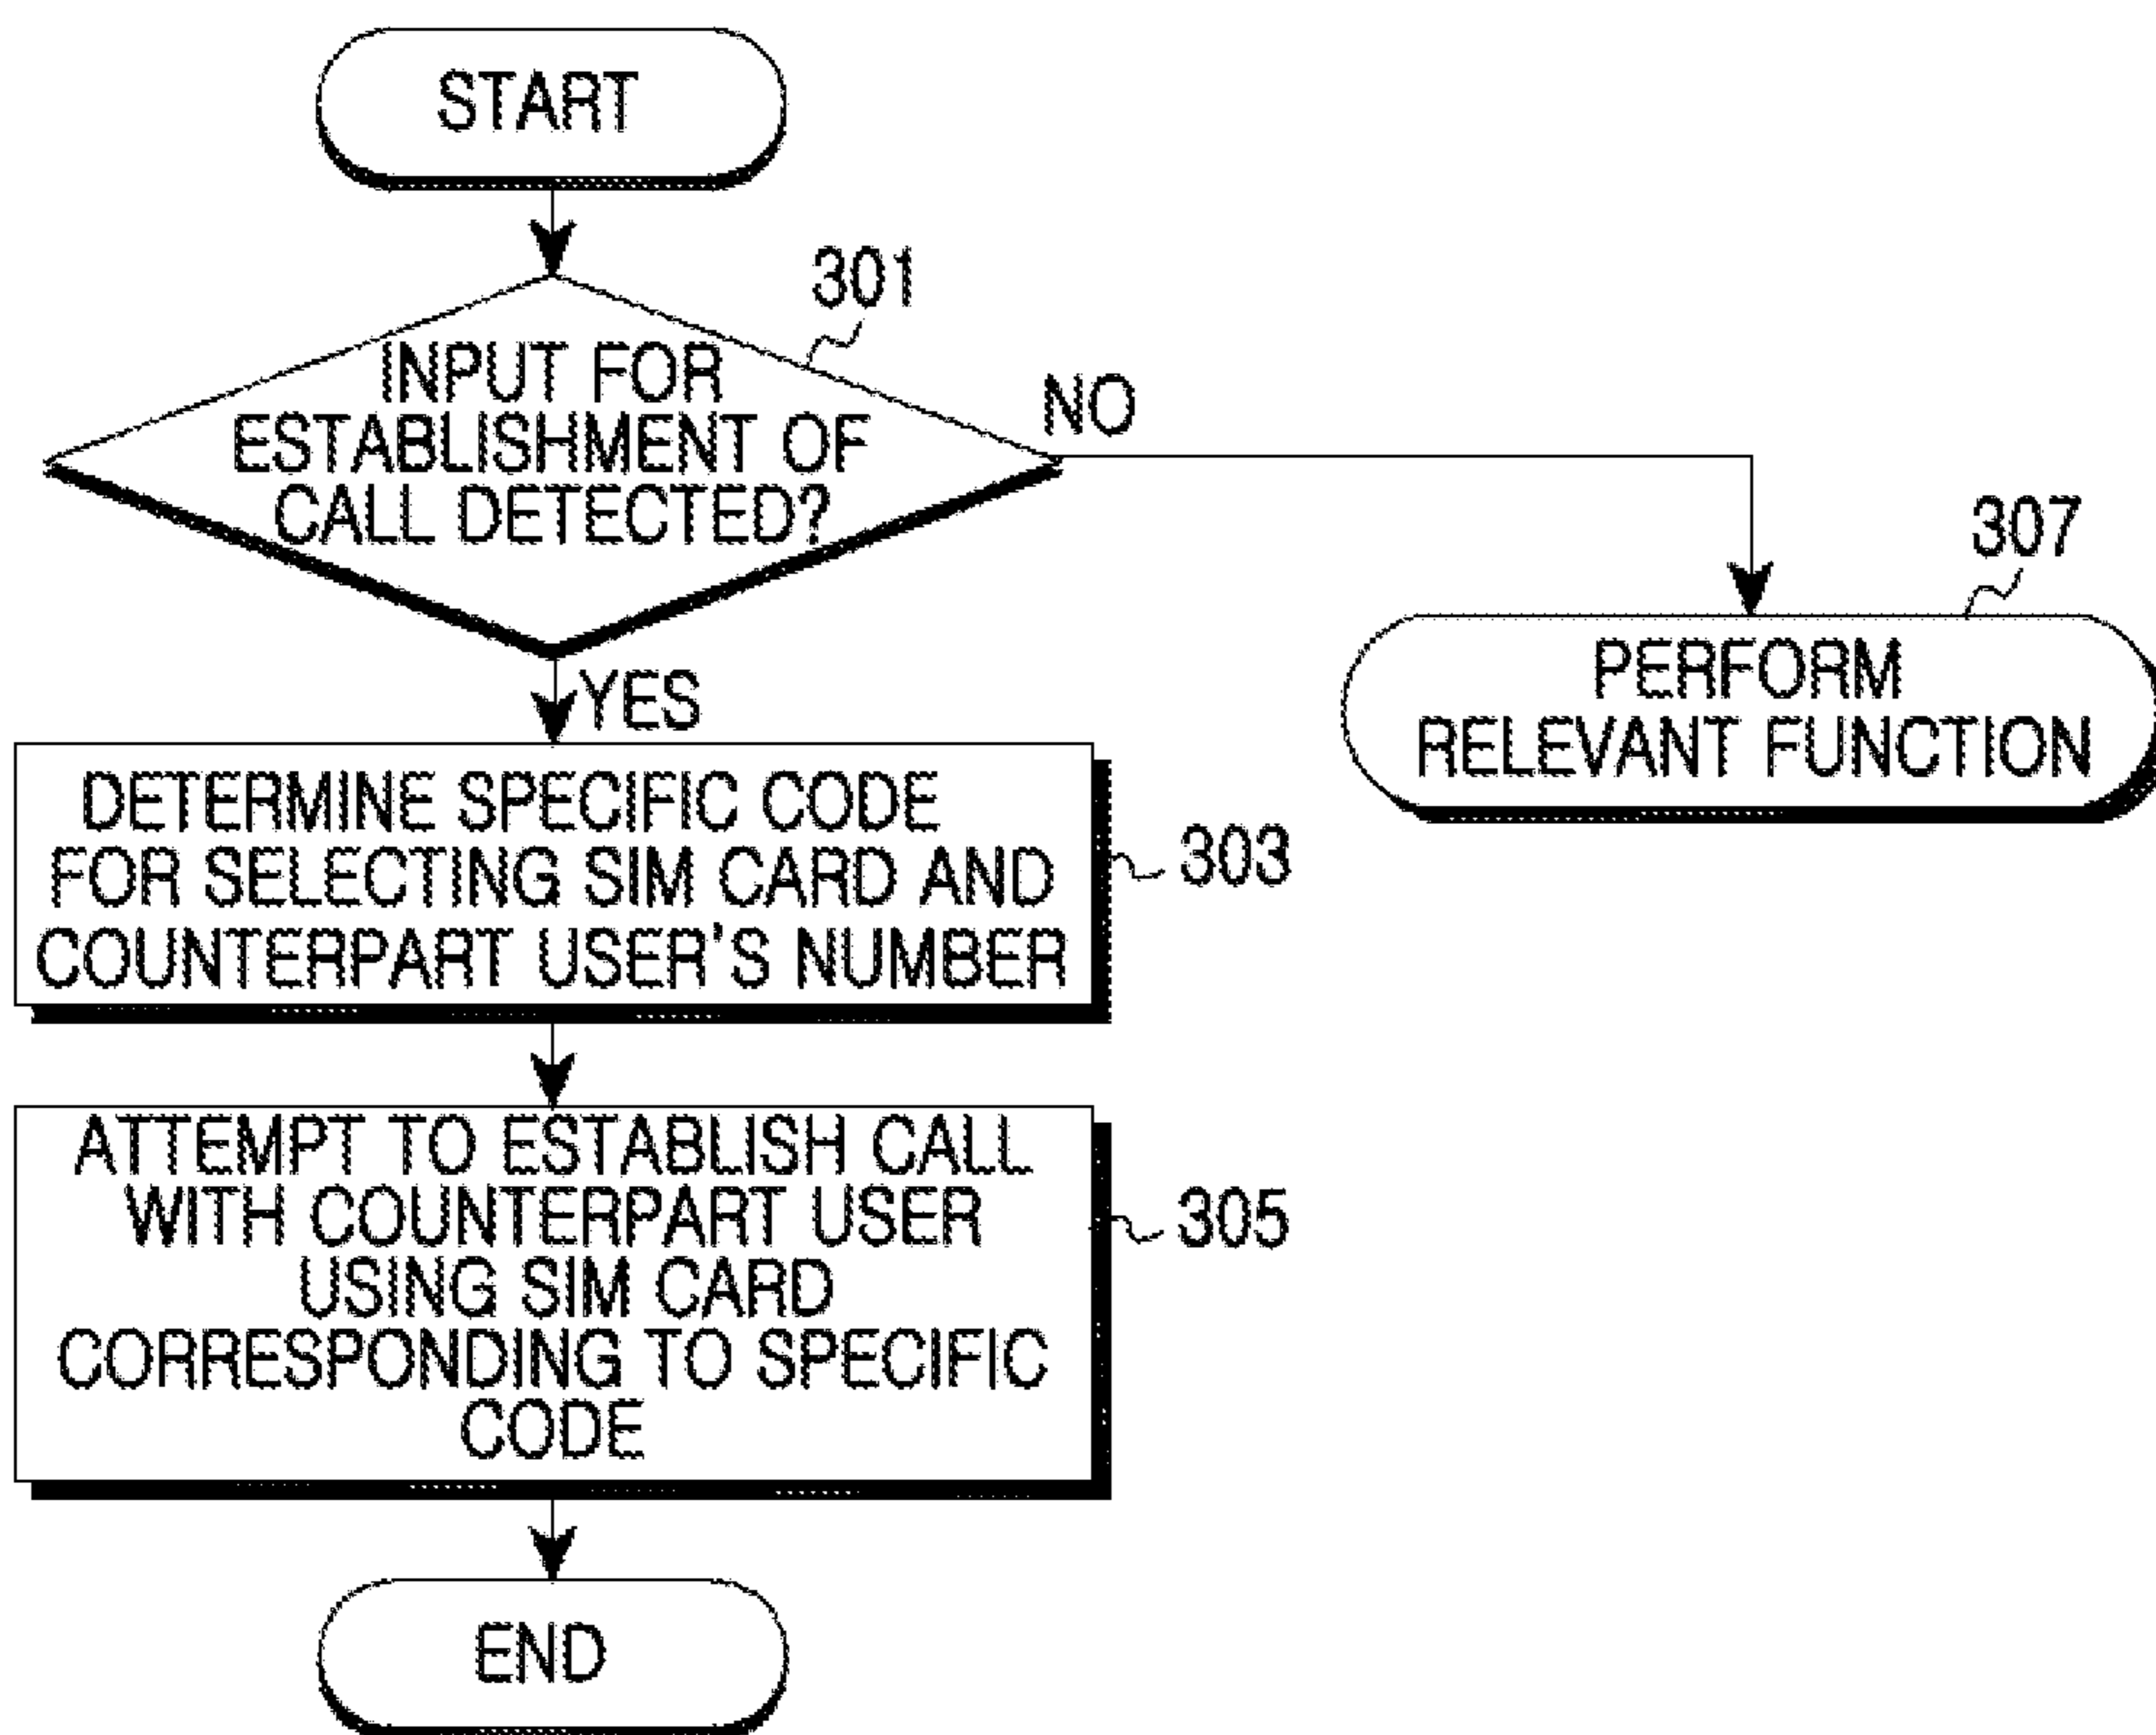 START
301
INPUT FOR
ESTABLISHMENT OF
CALL DETECTED?
NO
307
PERFORM
RELEVANT FUNCTION
YES
DETERMINE SPECIFIC CODE
FOR SELECTING SIM CARD AND
COUNTERPART USER'S NUMBER
303
ATTEMPT TO ESTABLISH CALL
WITH COUNTERPART USER
USING SIM CARD
CORRESPONDING TO SPECIFIC
CODE
305
END